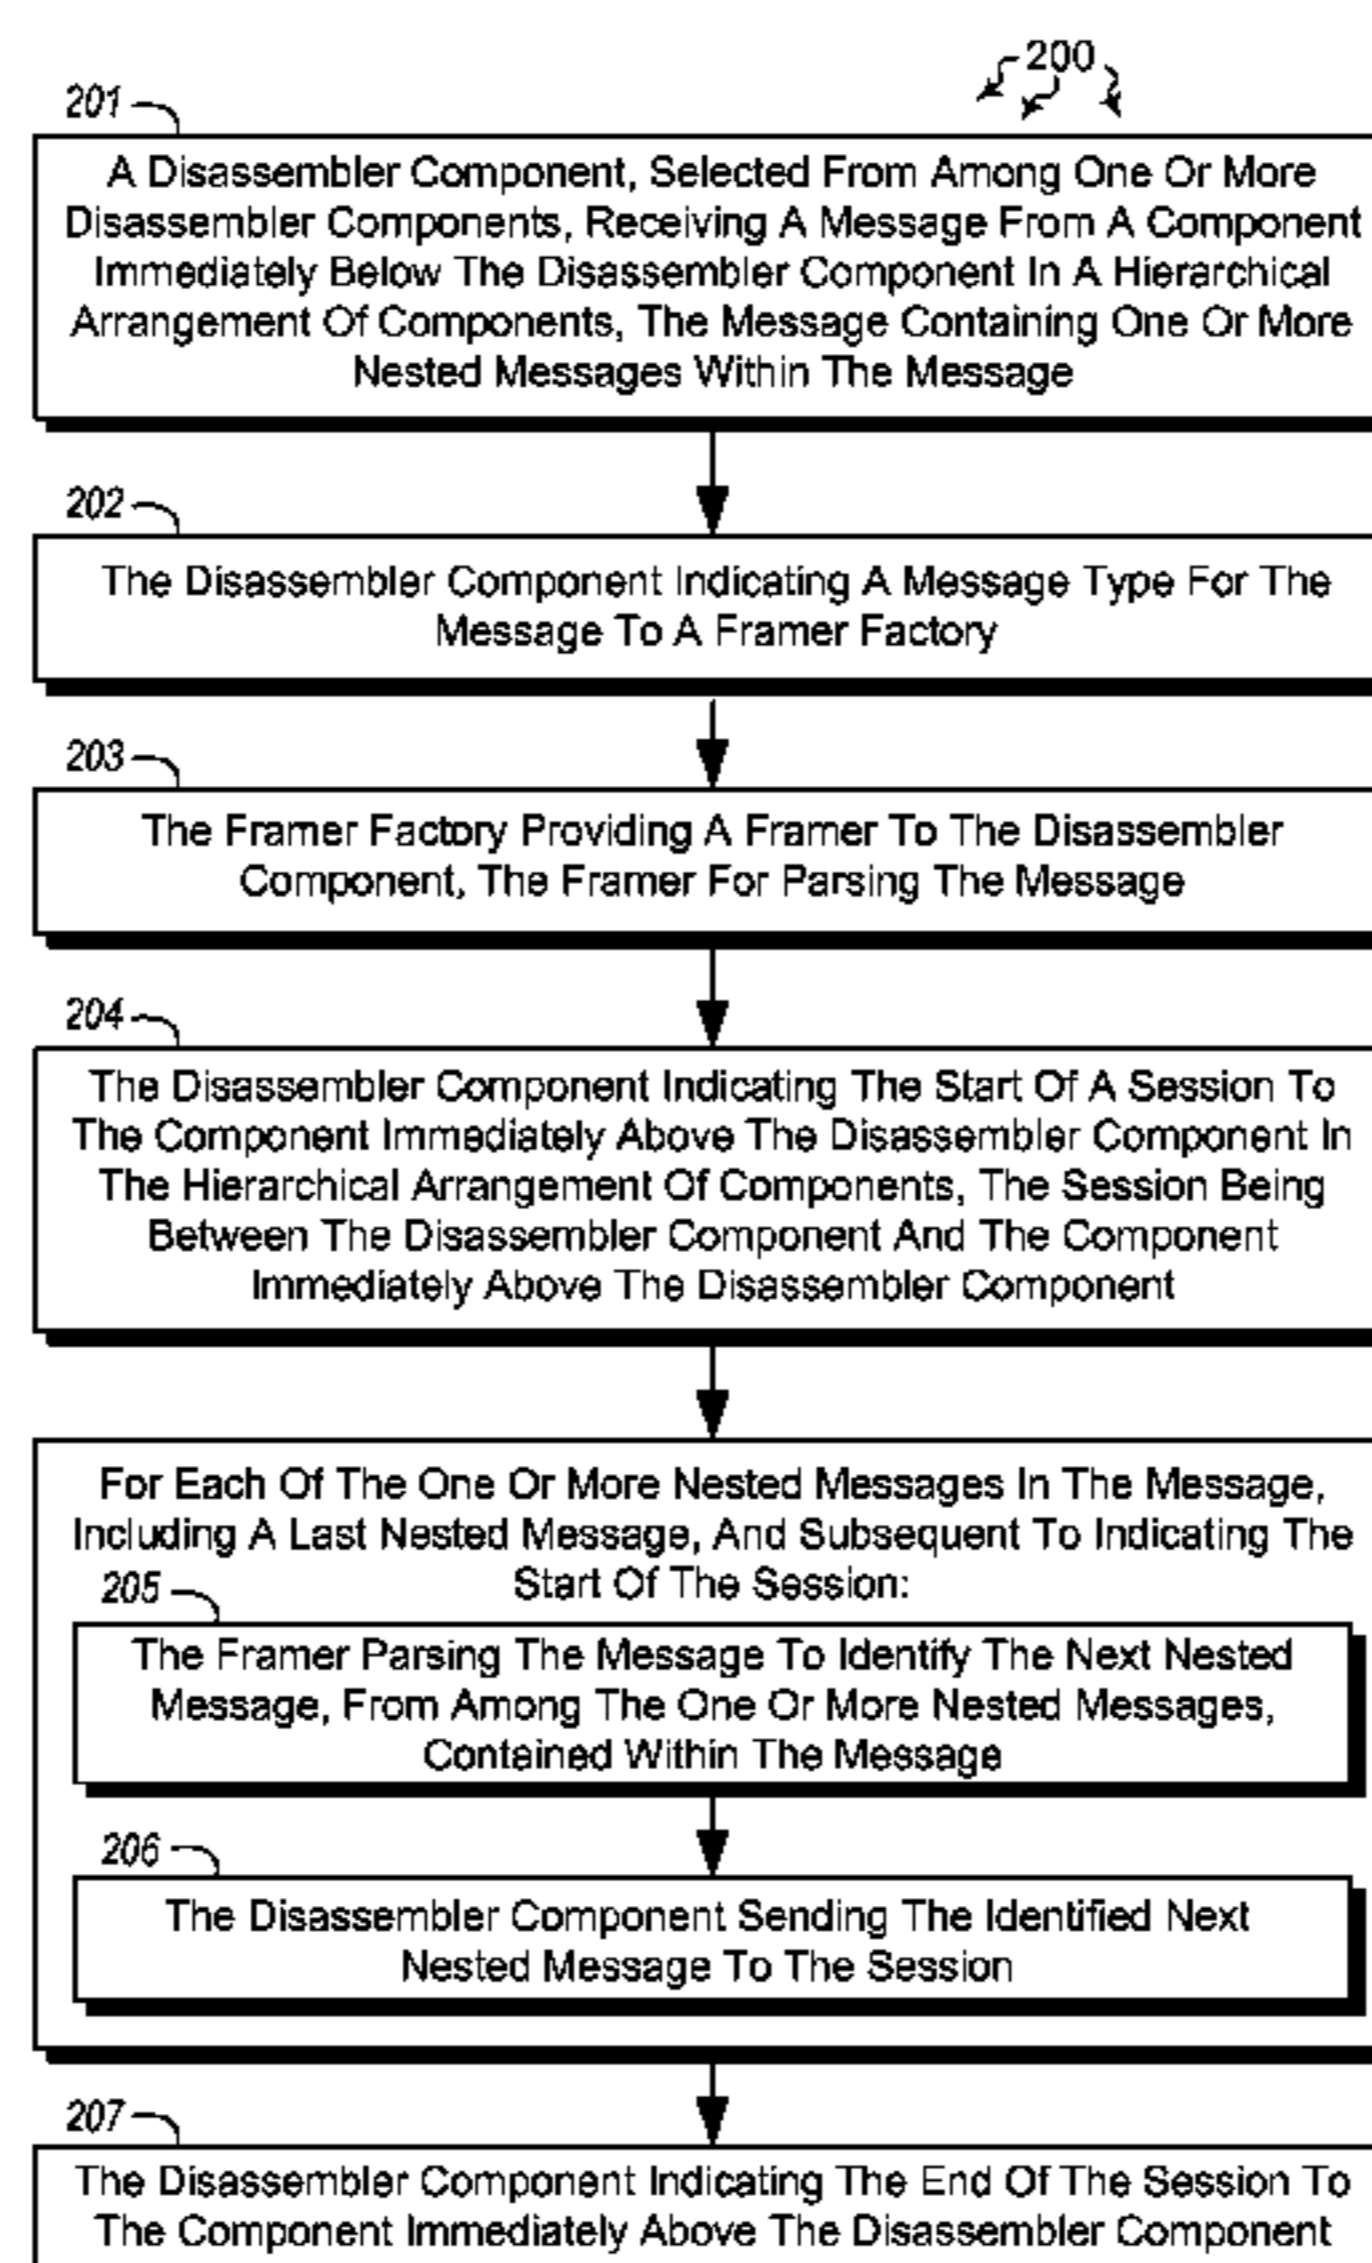 200
201
A Disassembler Component, Selected From Among One Or More
Disassembler Components, Receiving A Message From A Component
Immediately Below The Disassembler Component In A Hierarchical
Arrangement Of Components, The Message Containing One Or More
Nested Messages Within The Message
202
The Disassembler Component Indicating A Message Type For The
Message To A Framer Factory
203
The Framer Factory Providing A Framer To The Disassembler
Component, The Framer For Parsing The Message
204
The Disassembler Component Indicating The Start Of A Session To
The Component Immediately Above The Disassembler Component In
The Hierarchical Arrangement Of Components, The Session Being
Between The Disassembler Component And The Component
Immediately Above The Disassembler Component
For Each Of The One Or More Nested Messages In The Message,
Including A Last Nested Message, And Subsequent To Indicating The
Start Of The Session:
205
The Framer Parsing The Message To Identify The Next Nested
Message, From Among The One Or More Nested Messages,
Contained Within The Message
206
The Disassembler Component Sending The Identified Next
Nested Message To The Session
207
The Disassembler Component Indicating The End Of The Session To
The Component Immediately Above The Disassembler Component